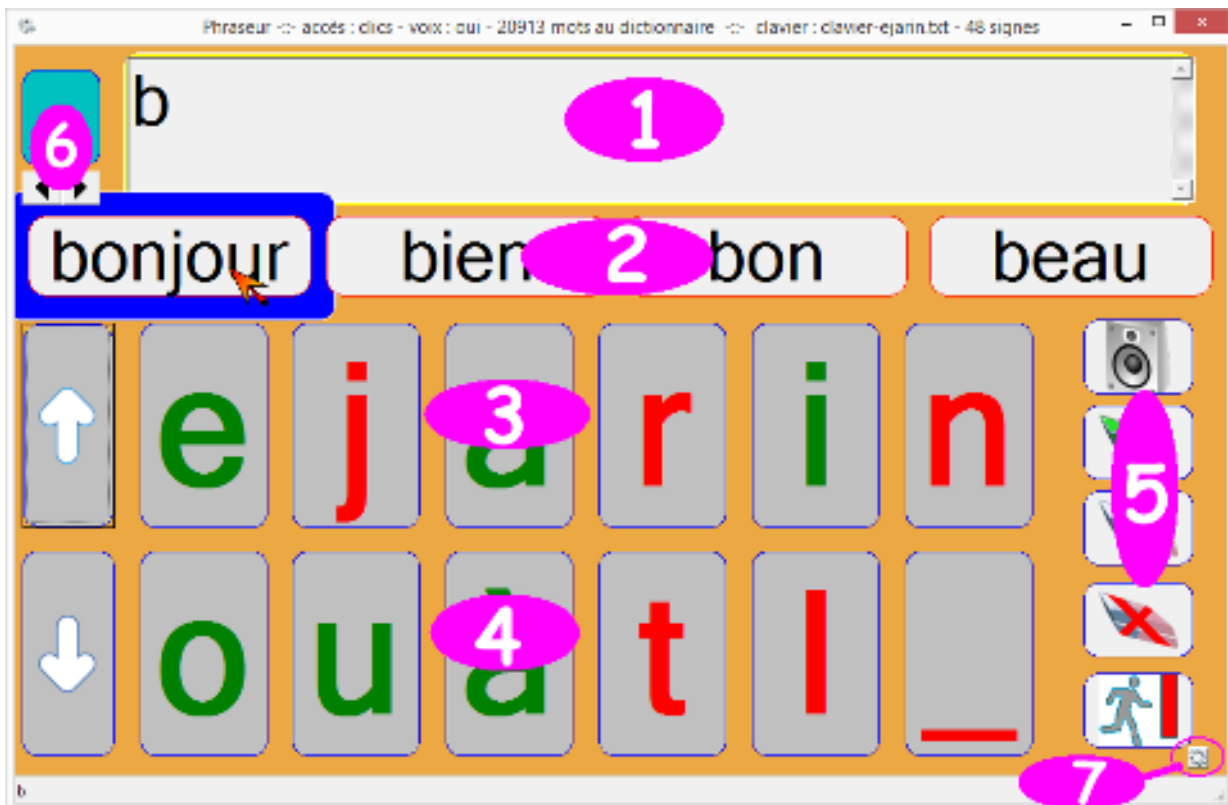 Phraseur -:- accés : clics - voix : oui - 20913 mots au dictionnaire -:- clavier : clavier-ejarin.txt - 48 signes
b
1
6
bonjour bien 2 bon beau
e j 3 a r i n
5
o u 4 à t l _
7
b